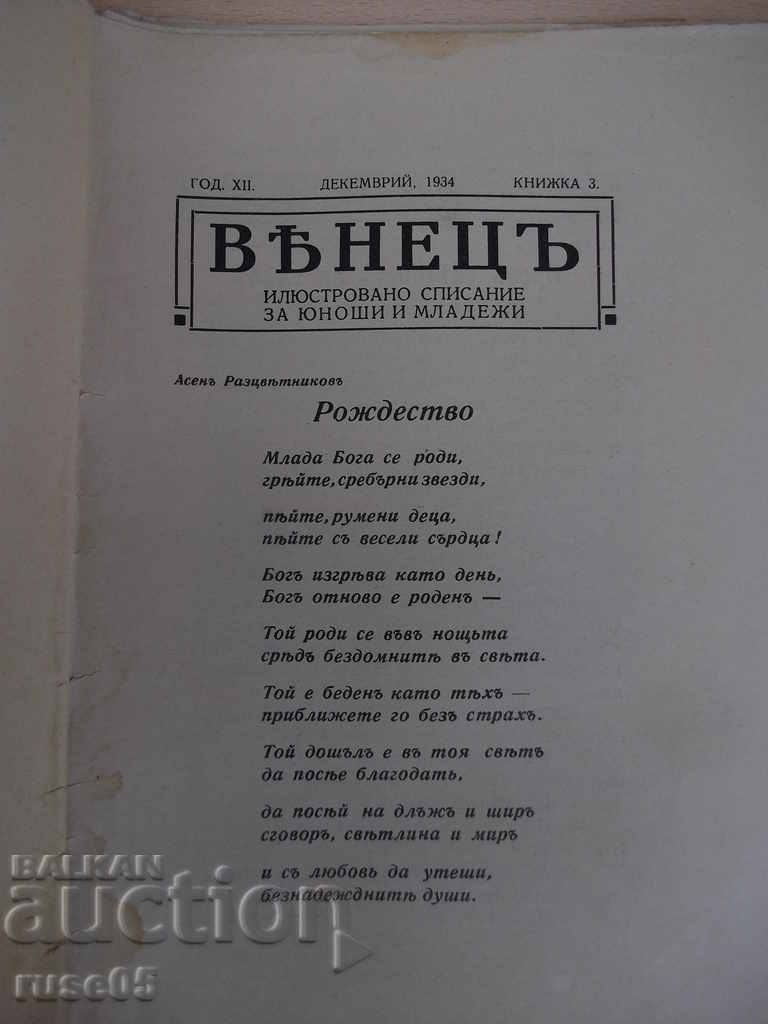 ГОД. XII. ДЕКЕМВРИЙ, 1934 КНИЖКА 3.
ВѢНЕЦЪ
ИЛЮСТРОВАНО СПИСАНИЕ
ЗА ЮНОШИ И МЛАДЕЖИ
Асенъ Разцвѣтниковъ
Рождество
Млада Бога се роди,
грѣйте, сребърни звезди,
пѣйте, румени деца,
пѣйте съ весели сърдца!
Богъ изгрѣва като день,
Богъ отново е роденъ —
Той роди се въвъ нощьта
срѣдъ бездомнитѣ въ свѣта.
Той е беденъ като тѣхъ —
приближете го безъ страхъ.
Той дошълъ е въ тоя свѣтъ
да посѣе благодать,
да посѣй на длъжъ и ширъ
сговоръ, свѣтлина и миръ
и съ любовь да утеши,
безнадежднитѣ души.
BALKAN
auction
ruse05